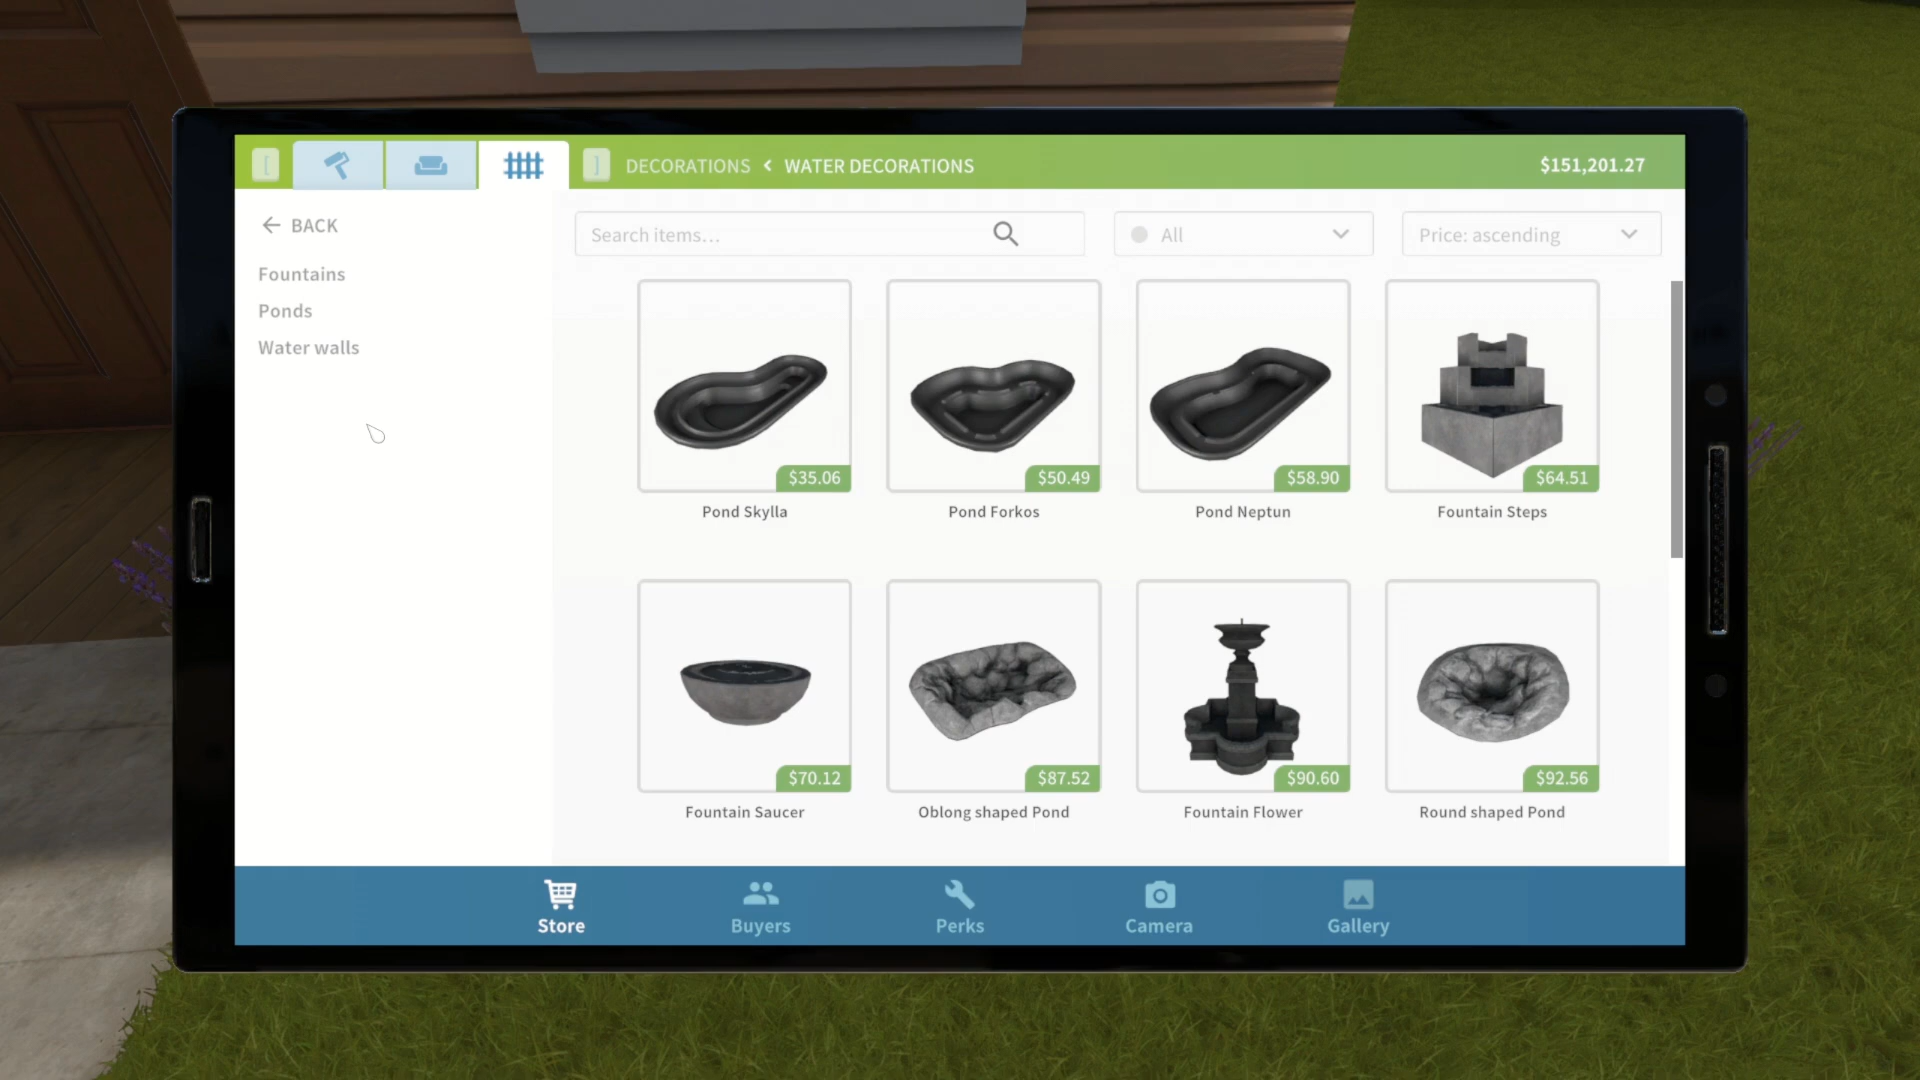 [
]
DECORATIONS < WATER DECORATIONS
$151,201.27
BACK
Fountains
Ponds
Water walls
Search items...
All
Price: ascending
$35.06
$50.49
$58.90
$64.51
Pond Skylla
Pond Forkos
Pond Neptun
Fountain Steps
$70.12
$87.52
$90.60
$92.56
Fountain Saucer
Oblong shaped Pond
Fountain Flower
Round shaped Pond
Store
Buyers
Perks
Camera
Gallery